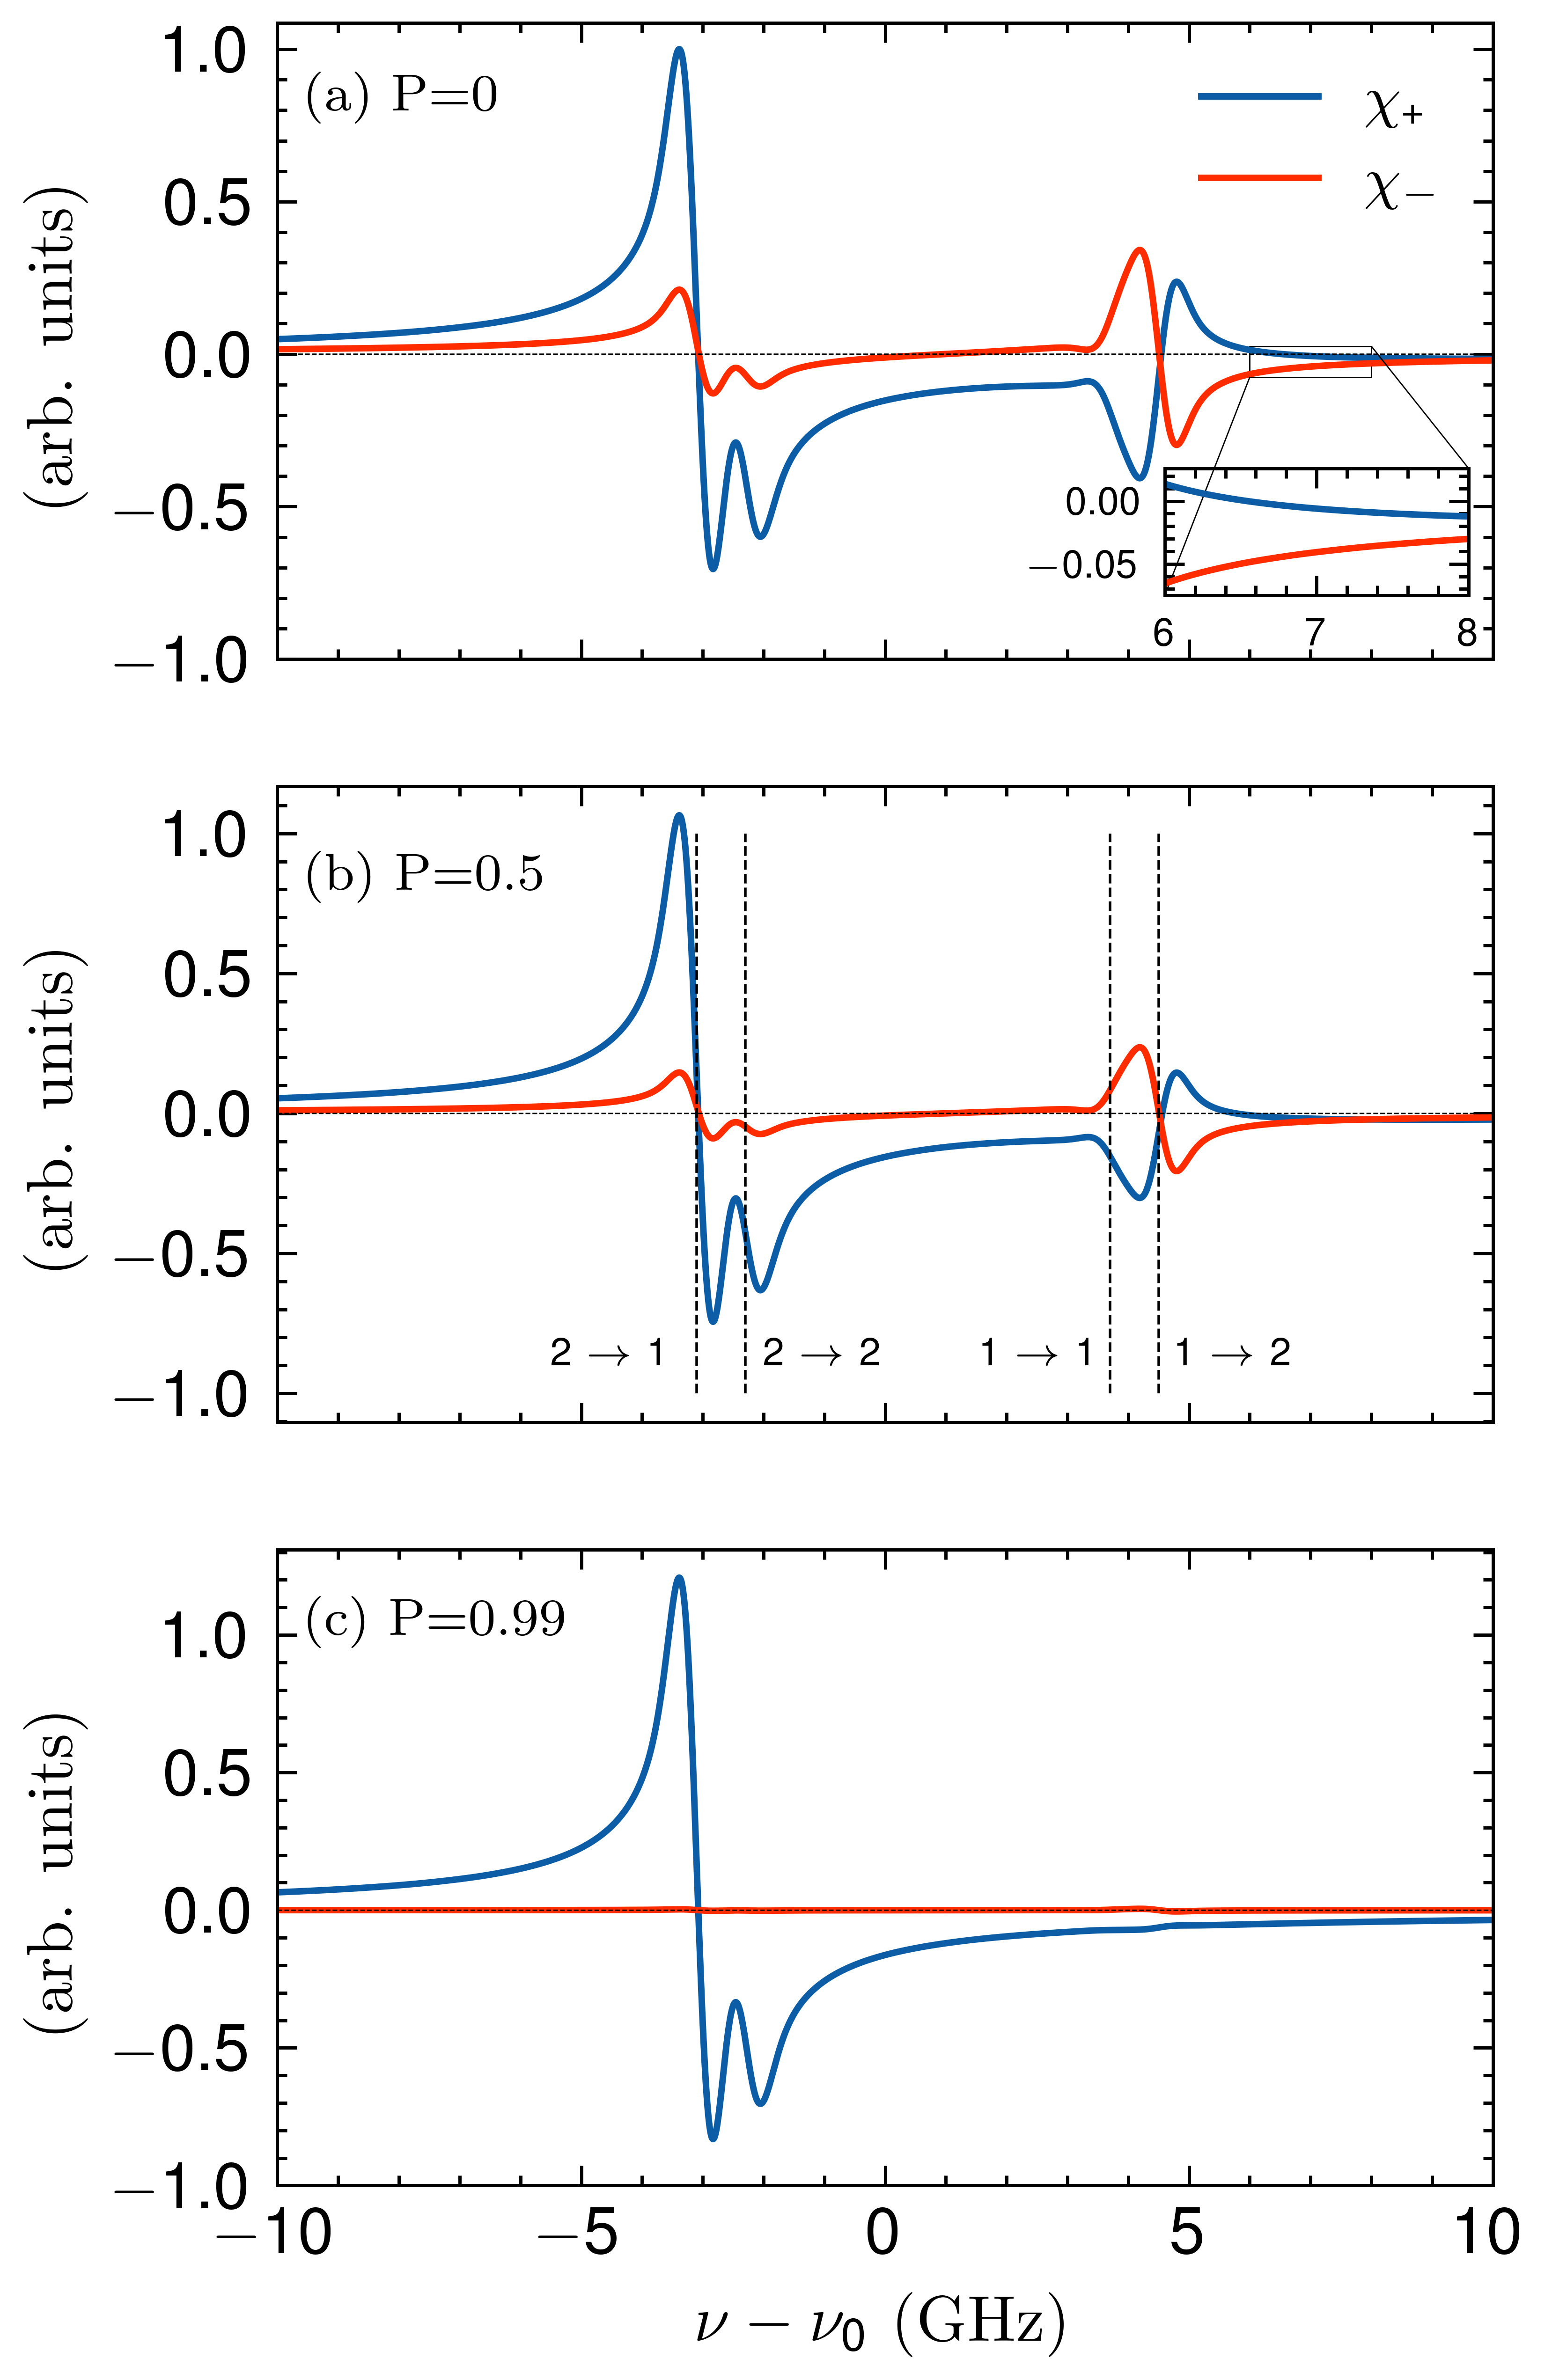 (a) P=0
χ₊
χ₋
1.0
0.5
0.0
−0.5
−1.0
(arb. units)
0.00
−0.05
6 7 8
(b) P=0.5
1.0
0.5
0.0
−0.5
−1.0
(arb. units)
2 → 1
2 → 2
1 → 1
1 → 2
(c) P=0.99
1.0
0.5
0.0
−0.5
−1.0
(arb. units)
−10 −5 0 5 10
ν − ν₀ (GHz)